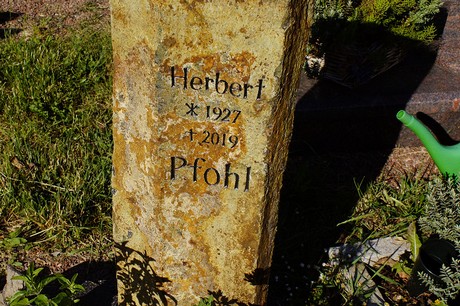 Herbert
* 1927
+ 2019
Pfohl